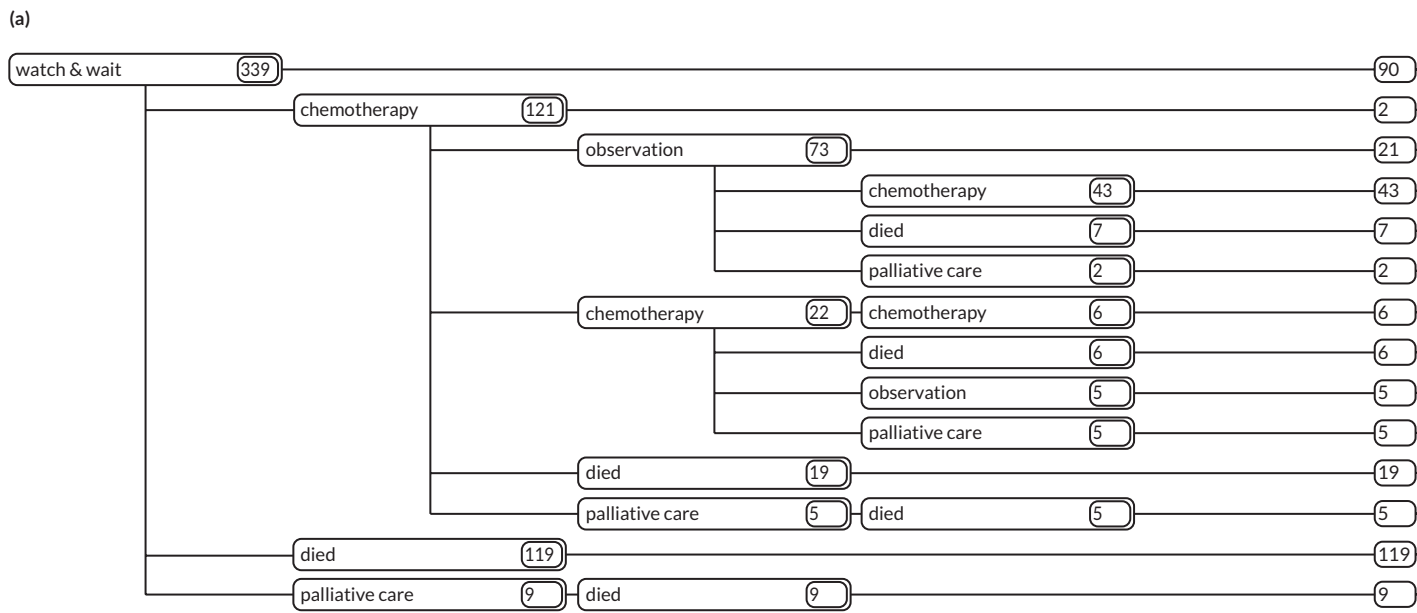 (a)
watch & wait 339 90
chemotherapy 121 2
observation 73 21
chemotherapy 43 43
died 7 7
palliative care 2 2
chemotherapy 22 chemotherapy 6 6
died 6 6
observation 5 5
palliative care 5 5
died 19 19
palliative care 5 died 5 5
died 119 119
palliative care 9 died 9 9